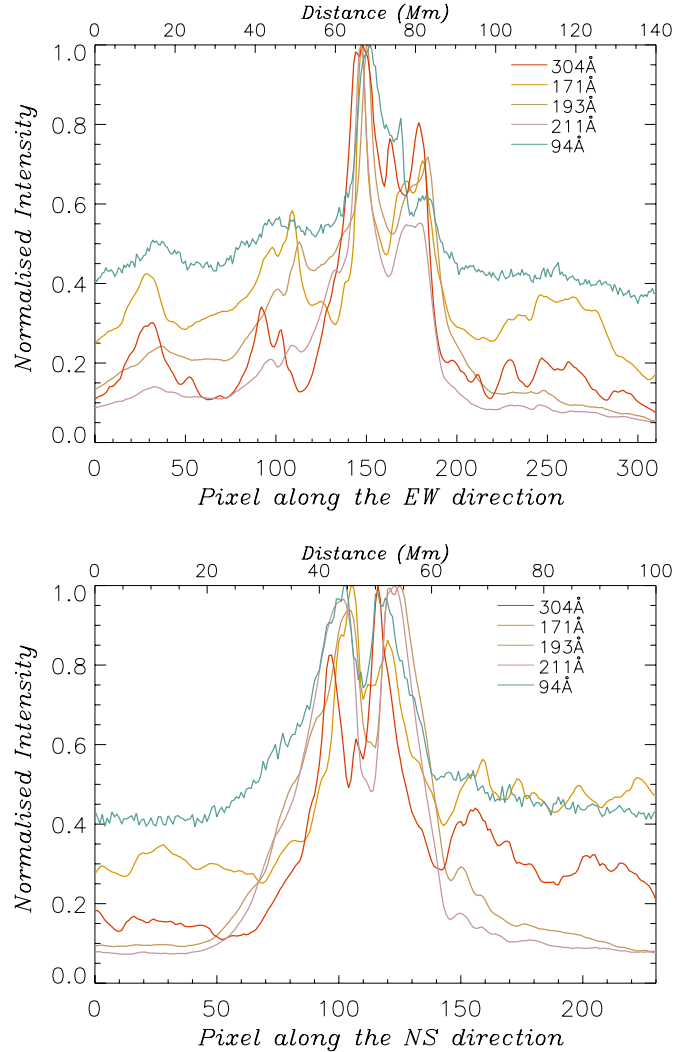 Distance (Mm)
0 20 40 60 80 100 120 140
1.0
0.8
0.6
0.4
0.2
0.0
Normalised Intensity
304Å
171Å
193Å
211Å
94Å
0 50 100 150 200 250 300
Pixel along the EW direction
Distance (Mm)
0 20 40 60 80 100
1.0
0.8
0.6
0.4
0.2
0.0
Normalised Intensity
304Å
171Å
193Å
211Å
94Å
0 50 100 150 200
Pixel along the NS direction